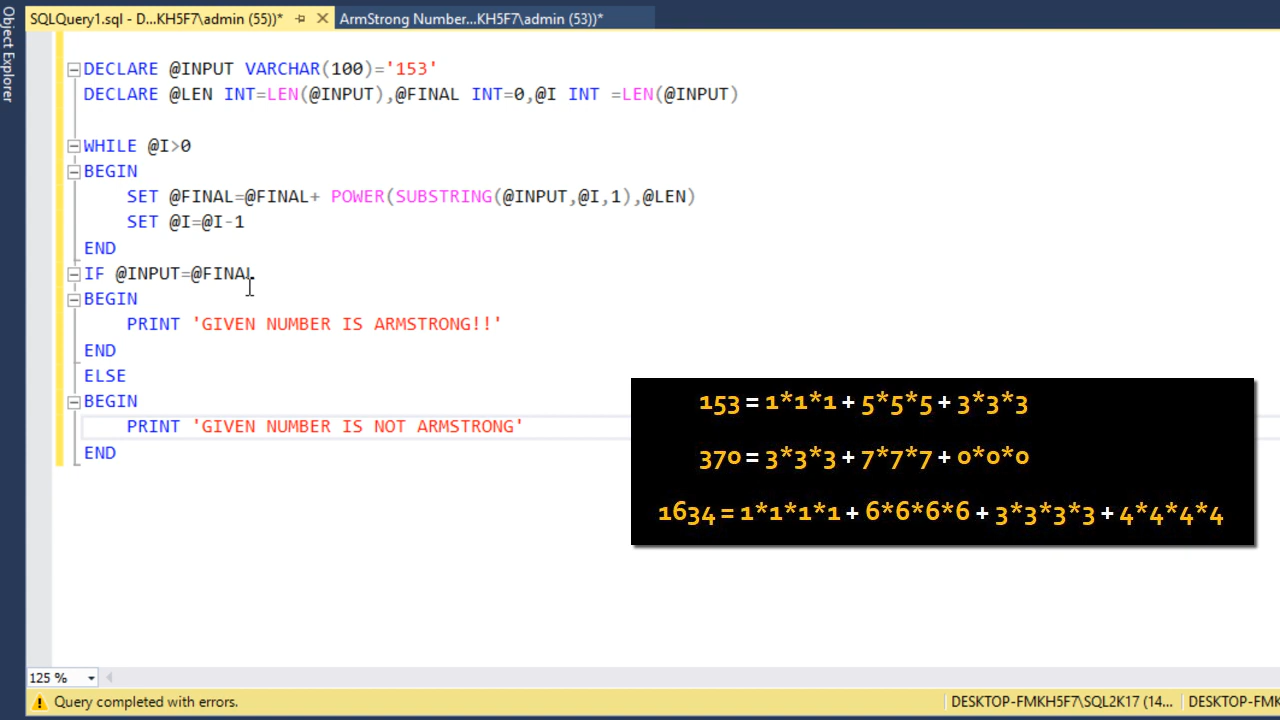 Object Explorer
SQLQuery1.sql - D...KH5F7\admin (55))*
ArmStrong Number...KH5F7\admin (53))*
DECLARE @INPUT VARCHAR(100)='153'
DECLARE @LEN INT=LEN(@INPUT),@FINAL INT=0,@I INT =LEN(@INPUT)
WHILE @I>0
BEGIN
SET @FINAL=@FINAL+ POWER(SUBSTRING(@INPUT,@I,1),@LEN)
SET @I=@I-1
END
IF @INPUT=@FINAL
BEGIN
PRINT 'GIVEN NUMBER IS ARMSTRONG!!'
END
ELSE
BEGIN
PRINT 'GIVEN NUMBER IS NOT ARMSTRONG'
END
153 = 1*1*1 + 5*5*5 + 3*3*3
370 = 3*3*3 + 7*7*7 + 0*0*0
1634 = 1*1*1*1 + 6*6*6*6 + 3*3*3*3 + 4*4*4*4
125 %
Query completed with errors.
DESKTOP-FMKH5F7\SQL2K17 (14...
DESKTOP-FMK